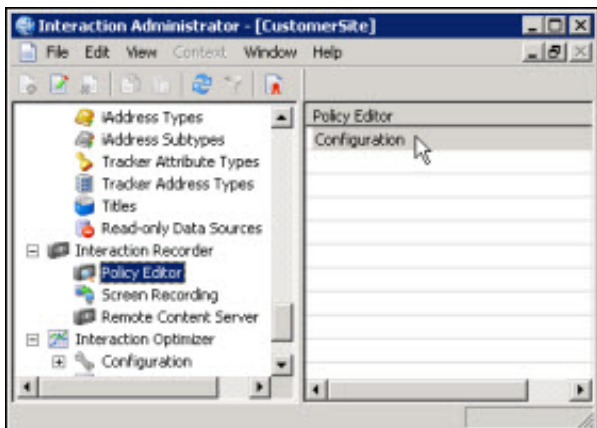 Interaction Administrator - [CustomerSite]
File Edit View Context Window Help
iAddress Types
iAddress Subtypes
Tracker Attribute Types
Tracker Address Types
Titles
Read-only Data Sources
Interaction Recorder
Policy Editor
Screen Recording
Remote Content Server
Interaction Optimizer
Configuration
Policy Editor
Configuration